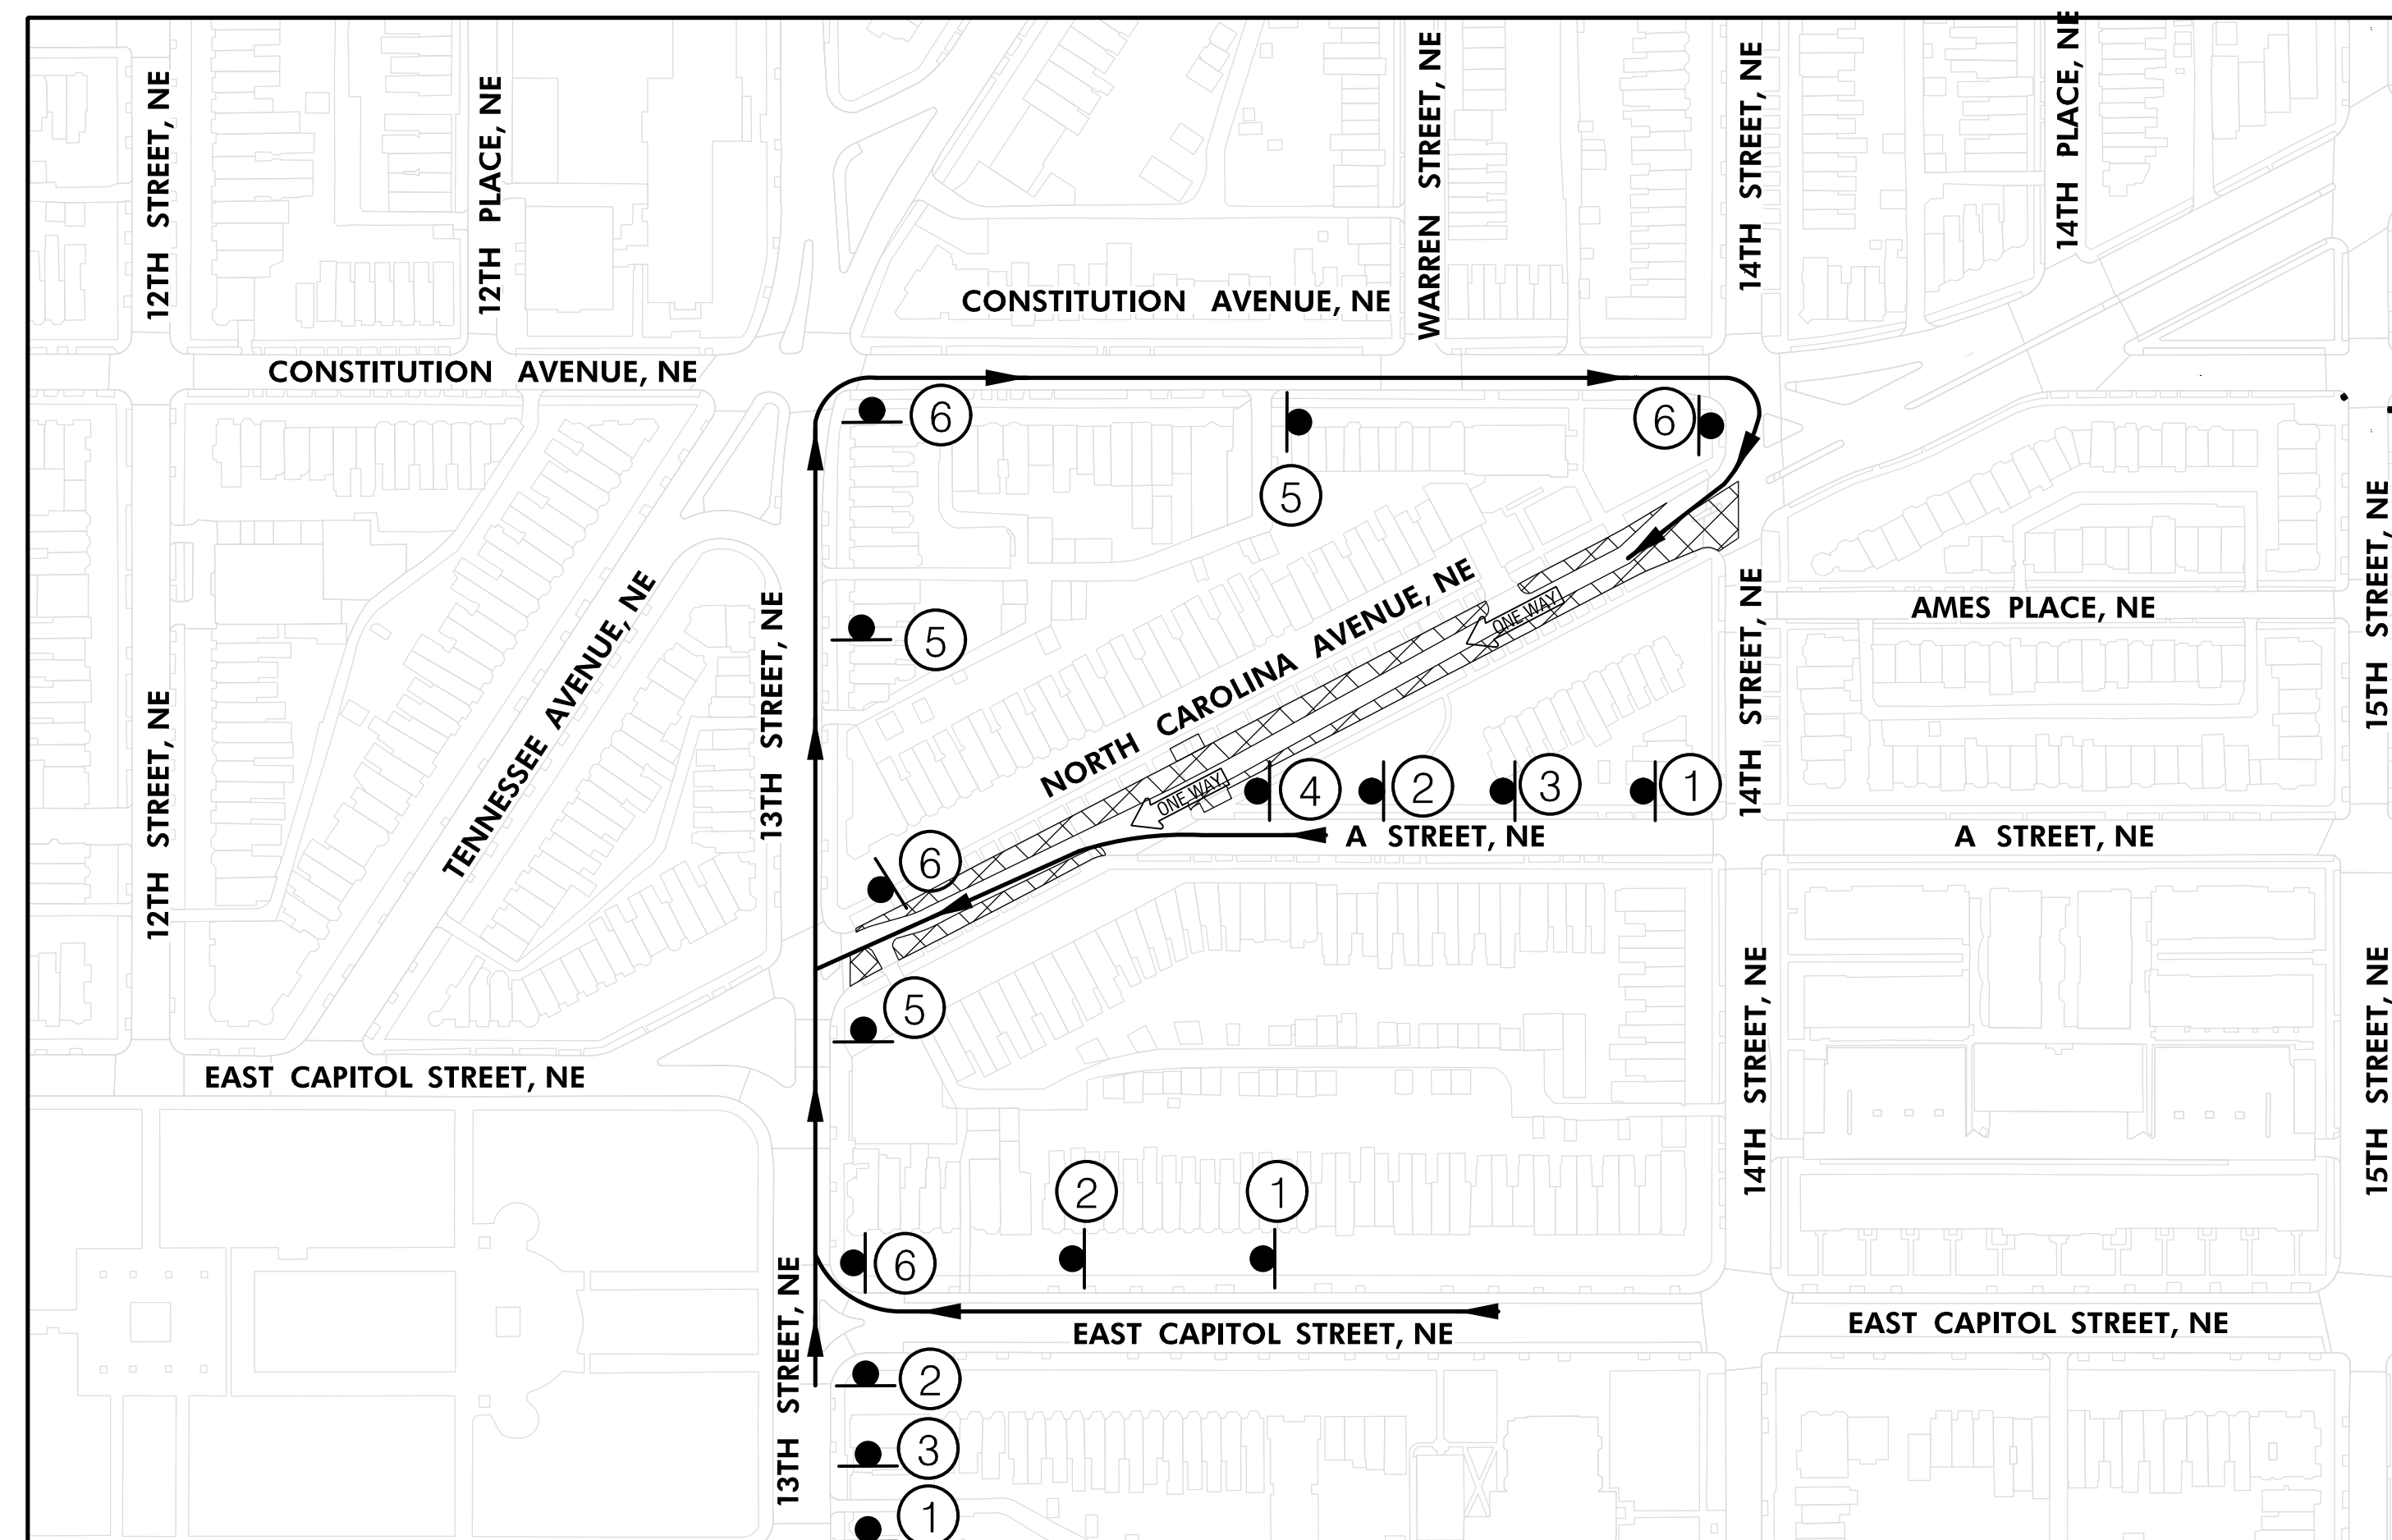 14TH PLACE, NE
WARREN STREET, NE
14TH STREET, NE
12TH STREET, NE
12TH PLACE, NE
CONSTITUTION AVENUE, NE
CONSTITUTION AVENUE, NE
6
6
5
15TH STREET, NE
ONE WAY
AMES PLACE, NE
5
NORTH CAROLINA AVENUE, NE
14TH STREET, NE
13TH STREET, NE
TENNESSEE AVENUE, NE
12TH STREET, NE
ONE WAY
4
2
3
1
A STREET, NE
A STREET, NE
6
5
14TH STREET, NE
15TH STREET, NE
EAST CAPITOL STREET, NE
2
1
6
13TH STREET, NE
EAST CAPITOL STREET, NE
EAST CAPITOL STREET, NE
2
3
1